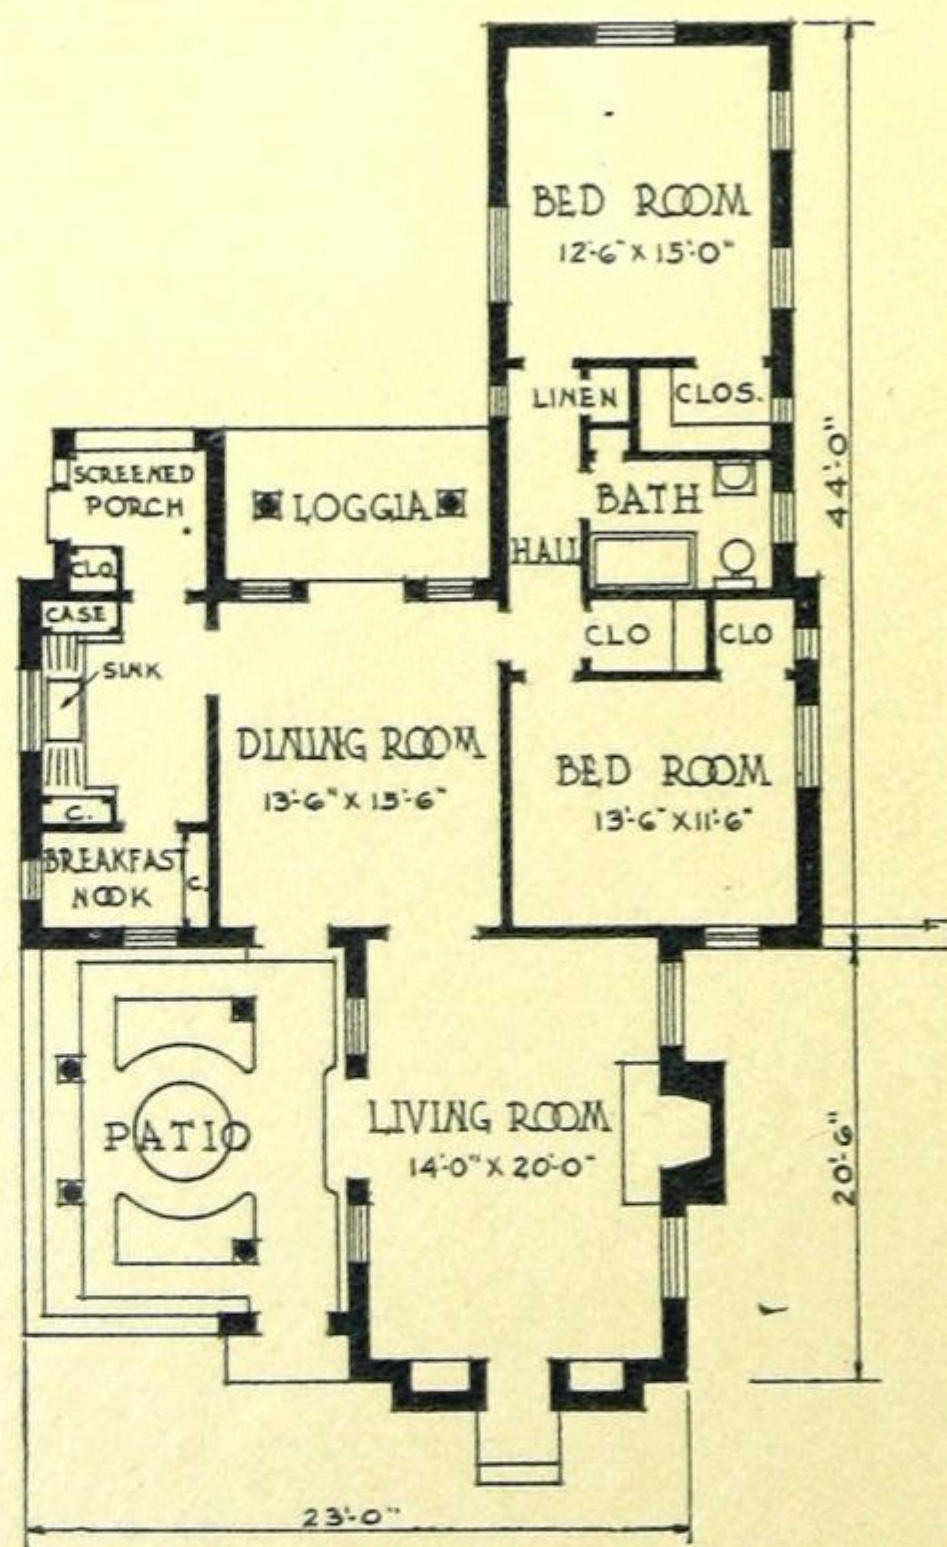 BED ROOM
12'-6" X 15'-0"
LINEN
CLOS.
44'-0"
SCREENED
PORCH
LOGGIA
BATH
CLO
HALL
CASE
CLO
CLO
SINK
DINING ROOM
13'-6" X 15'-6"
BED ROOM
13'-6" X 11'-6"
C.
BREAKFAST
NOOK
C.
PATIO
LIVING ROOM
14'-0" X 20'-0"
20'-6"
23'-0"